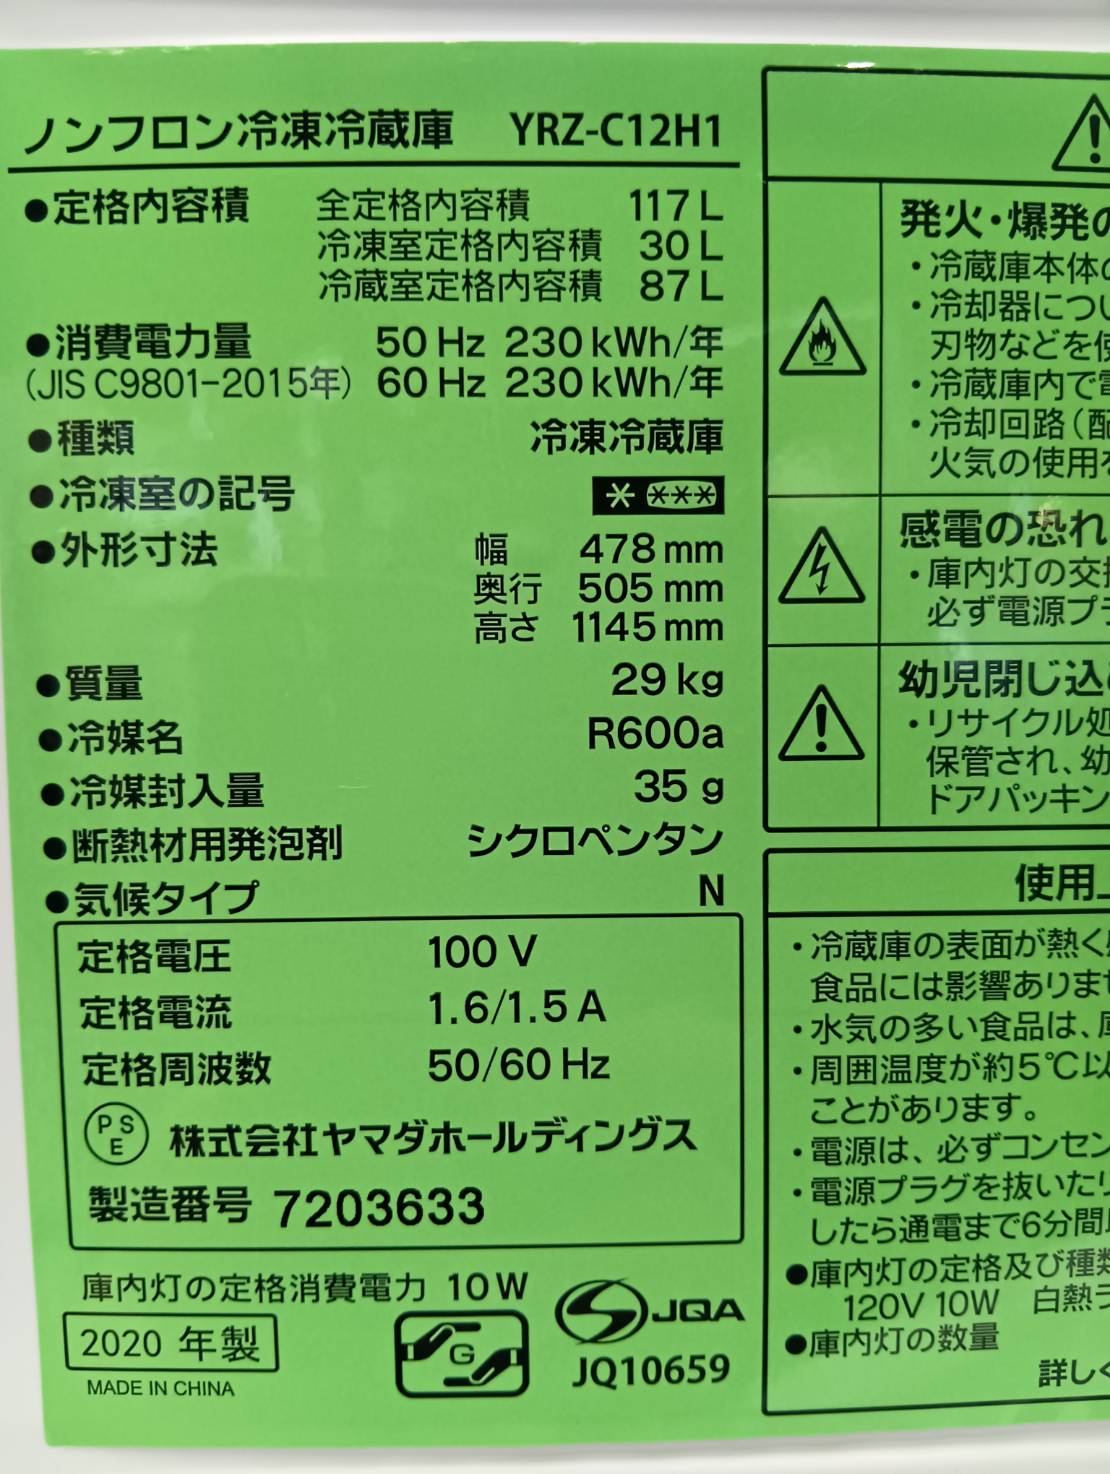 ノンフロン冷凍冷蔵庫 YRZ-C12H1
●定格内容積 全定格内容積 117 L
冷凍室定格内容積 30 L
冷蔵室定格内容積 87 L
●消費電力量 50 Hz 230 kWh/年
(JIS C9801-2015年) 60 Hz 230 kWh/年
●種類 冷凍冷蔵庫
●冷凍室の記号 * ***
●外形寸法 幅 478 mm
奥行 505 mm
高さ 1145 mm
●質量 29 kg
●冷媒名 R600a
●冷媒封入量 35 g
●断熱材用発泡剤 シクロペンタン
●気候タイプ N
定格電圧 100 V
定格電流 1.6/1.5 A
定格周波数 50/60 Hz
PS
E
株式会社ヤマダホールディングス
製造番号 7203633
庫内灯の定格消費電力 10 W
2020 年製
MADE IN CHINA
G
JQA
JQ10659
発火・爆発の
・冷蔵庫本体の
・冷却器につい
刃物などを使
・冷蔵庫内で電
・冷却回路(配
火気の使用を
感電の恐れ
・庫内灯の交換
必ず電源プラ
幼児閉じ込め
・リサイクル処
保管され、幼
ドアパッキン
使用上
・冷蔵庫の表面が熱く感
食品には影響ありませ
・水気の多い食品は、庫
・周囲温度が約5℃以
ことがあります。
・電源は、必ずコンセン
・電源プラグを抜いたり
したら通電まで6分間以
●庫内灯の定格及び種類
120V 10W 白熱ラ
●庫内灯の数量
詳しく